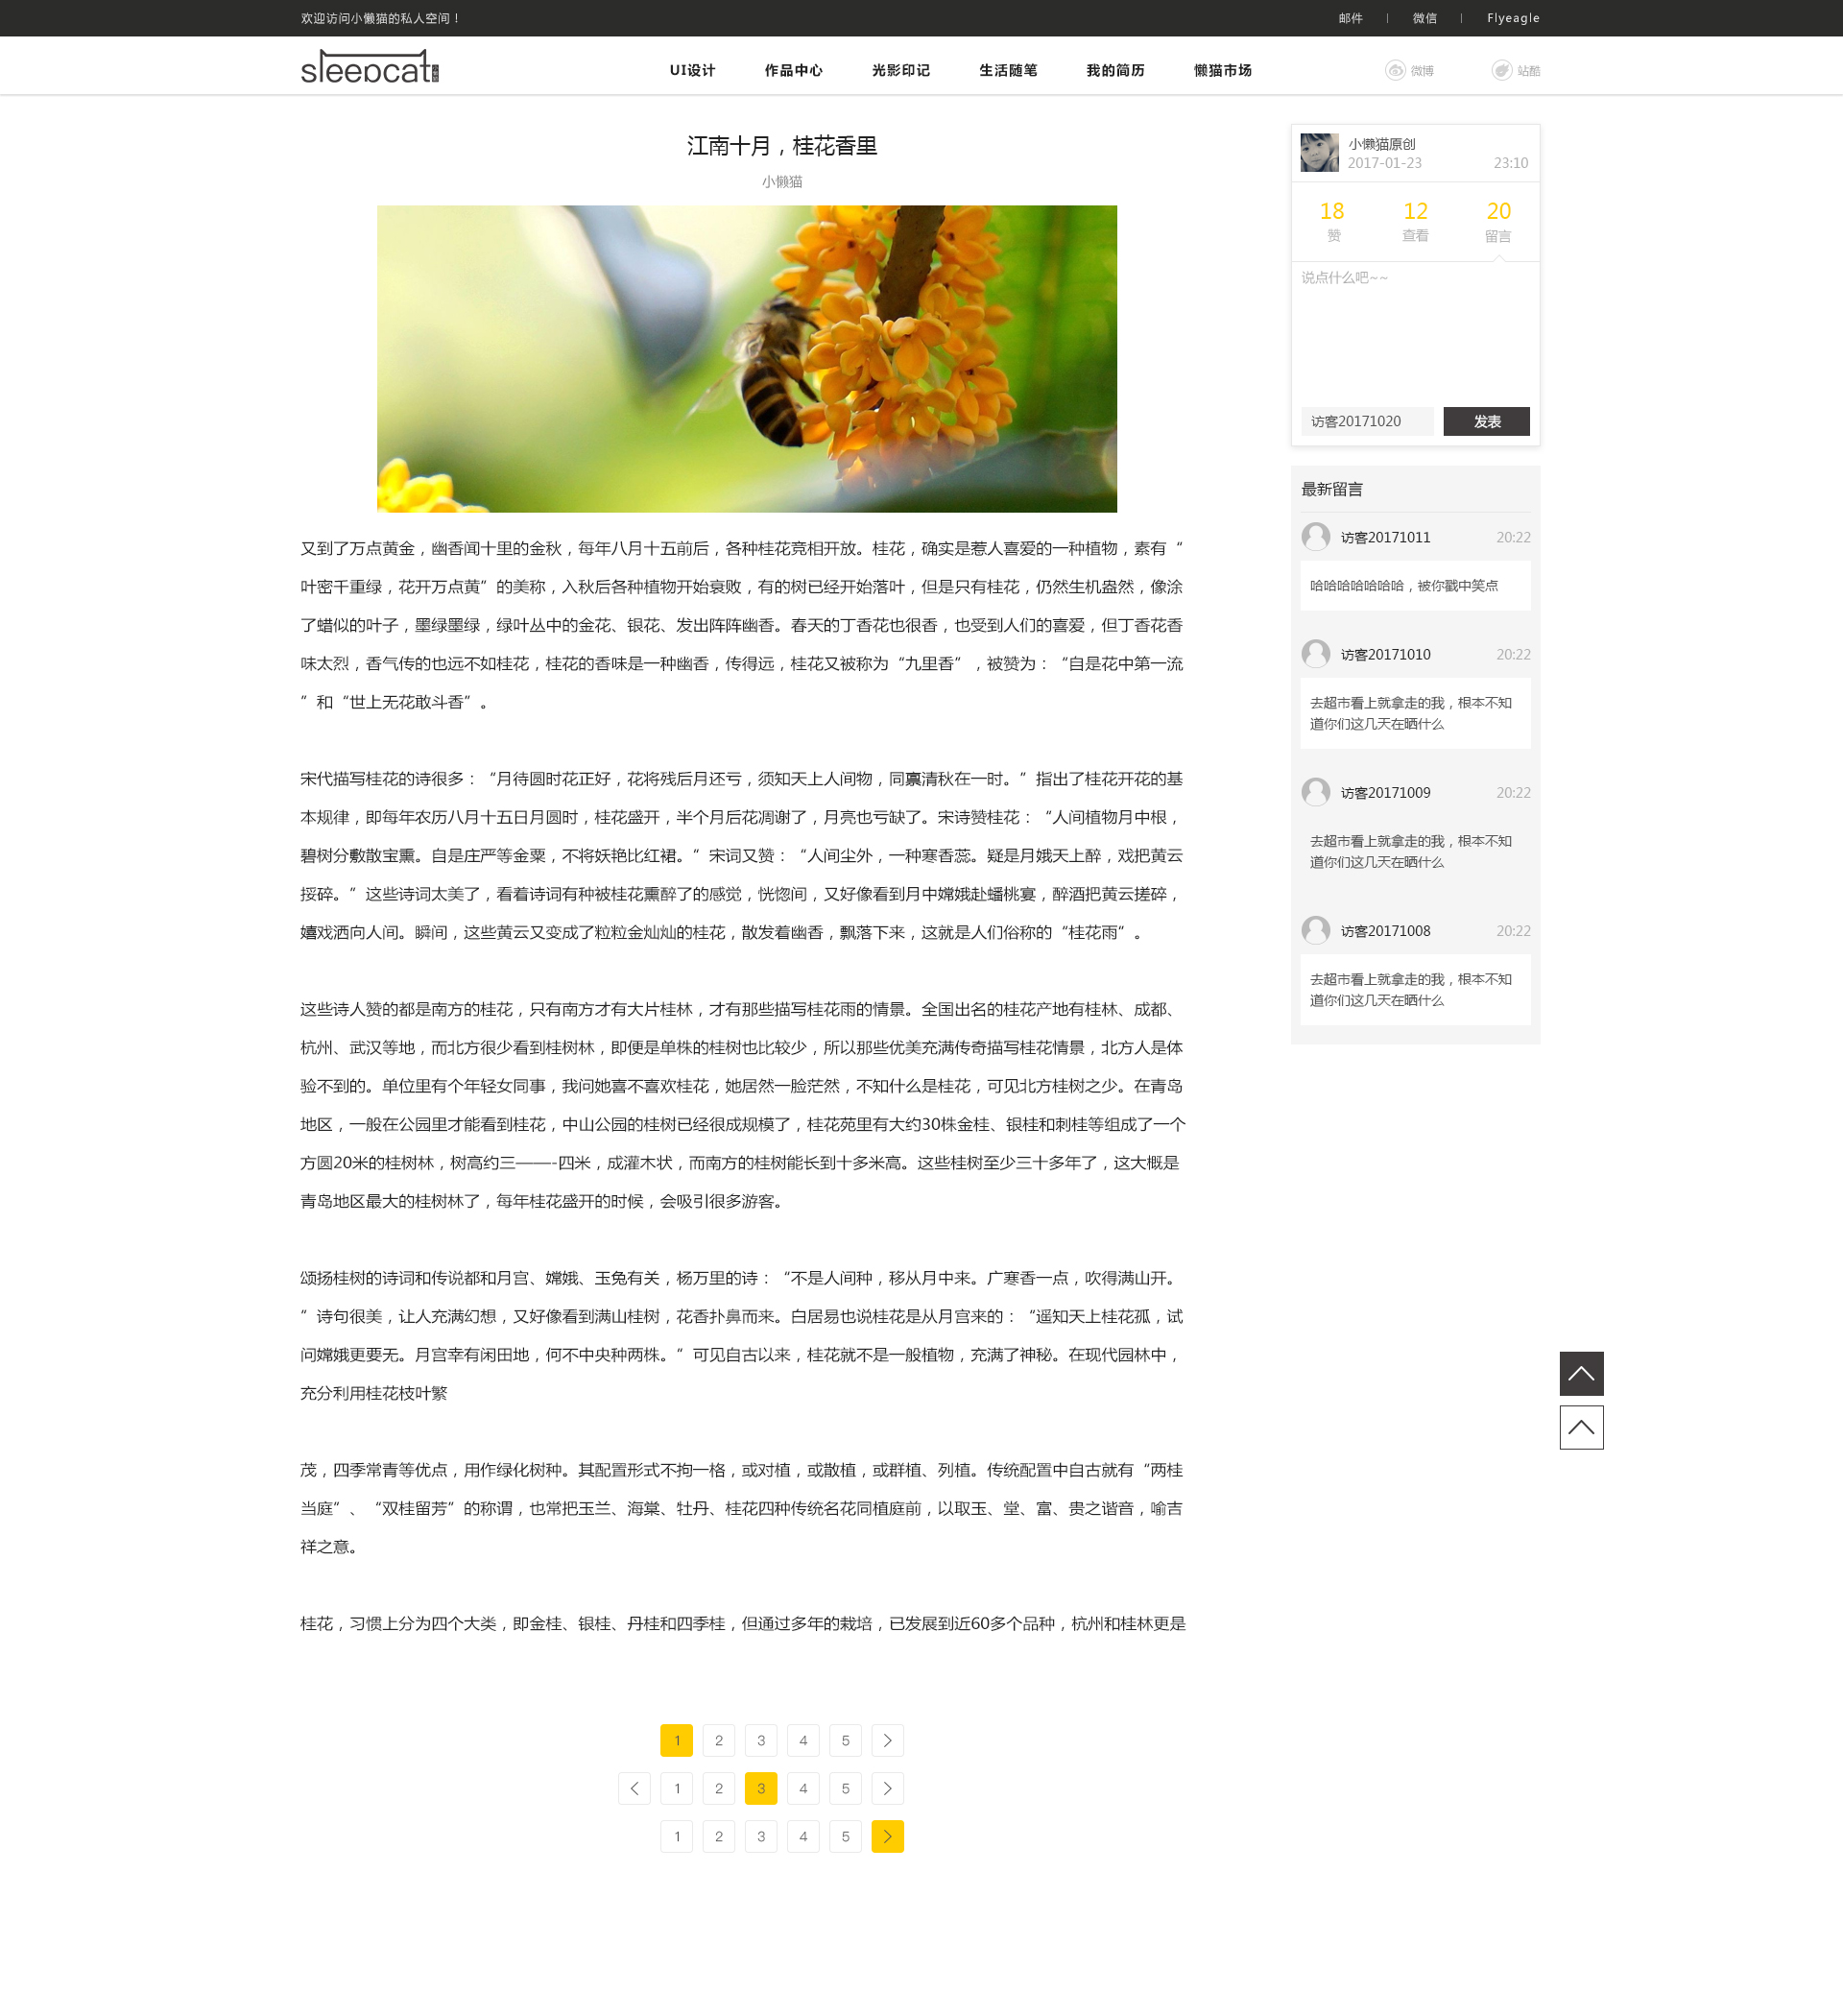 欢迎访问小懒猫的私人空间！
邮件 | 微信 | Flyeagle
sleepcat
UI设计 作品中心 光影印记 生活随笔 我的简历 懒猫市场
微博 站酷
江南十月，桂花香里
小懒猫
又到了万点黄金，幽香闻十里的金秋，每年八月十五前后，各种桂花竞相开放。桂花，确实是惹人喜爱的一种植物，素有“
叶密千重绿，花开万点黄”的美称，入秋后各种植物开始衰败，有的树已经开始落叶，但是只有桂花，仍然生机盎然，像涂
了蜡似的叶子，墨绿墨绿，绿叶丛中的金花、银花、发出阵阵幽香。春天的丁香花也很香，也受到人们的喜爱，但丁香花香
味太烈，香气传的也远不如桂花，桂花的香味是一种幽香，传得远，桂花又被称为“九里香”，被赞为：“自是花中第一流
”和“世上无花敢斗香”。
宋代描写桂花的诗很多：“月待圆时花正好，花将残后月还亏，须知天上人间物，同禀清秋在一时。”指出了桂花开花的基
本规律，即每年农历八月十五日月圆时，桂花盛开，半个月后花凋谢了，月亮也亏缺了。宋诗赞桂花：“人间植物月中根，
碧树分敷散宝熏。自是庄严等金粟，不将妖艳比红裙。”宋词又赞：“人间尘外，一种寒香蕊。疑是月娥天上醉，戏把黄云
挼碎。”这些诗词太美了，看着诗词有种被桂花熏醉了的感觉，恍惚间，又好像看到月中嫦娥赴蟠桃宴，醉酒把黄云搓碎，
嬉戏洒向人间。瞬间，这些黄云又变成了粒粒金灿灿的桂花，散发着幽香，飘落下来，这就是人们俗称的“桂花雨”。
这些诗人赞的都是南方的桂花，只有南方才有大片桂林，才有那些描写桂花雨的情景。全国出名的桂花产地有桂林、成都、
杭州、武汉等地，而北方很少看到桂树林，即便是单株的桂树也比较少，所以那些优美充满传奇描写桂花情景，北方人是体
验不到的。单位里有个年轻女同事，我问她喜不喜欢桂花，她居然一脸茫然，不知什么是桂花，可见北方桂树之少。在青岛
地区，一般在公园里才能看到桂花，中山公园的桂树已经很成规模了，桂花苑里有大约30株金桂、银桂和刺桂等组成了一个
方圆20米的桂树林，树高约三——-四米，成灌木状，而南方的桂树能长到十多米高。这些桂树至少三十多年了，这大概是
青岛地区最大的桂树林了，每年桂花盛开的时候，会吸引很多游客。
颂扬桂树的诗词和传说都和月宫、嫦娥、玉兔有关，杨万里的诗：“不是人间种，移从月中来。广寒香一点，吹得满山开。
”诗句很美，让人充满幻想，又好像看到满山桂树，花香扑鼻而来。白居易也说桂花是从月宫来的：“遥知天上桂花孤，试
问嫦娥更要无。月宫幸有闲田地，何不中央种两株。”可见自古以来，桂花就不是一般植物，充满了神秘。在现代园林中，
充分利用桂花枝叶繁
茂，四季常青等优点，用作绿化树种。其配置形式不拘一格，或对植，或散植，或群植、列植。传统配置中自古就有“两桂
当庭”、“双桂留芳”的称谓，也常把玉兰、海棠、牡丹、桂花四种传统名花同植庭前，以取玉、堂、富、贵之谐音，喻吉
祥之意。
桂花，习惯上分为四个大类，即金桂、银桂、丹桂和四季桂，但通过多年的栽培，已发展到近60多个品种，杭州和桂林更是
1 2 3 4 5
1 2 3 4 5
1 2 3 4 5
小懒猫原创
2017-01-23 23:10
18 12 20
赞 查看 留言
说点什么吧~~
访客20171020 发表
最新留言
访客20171011 20:22
哈哈哈哈哈哈哈，被你戳中笑点
访客20171010 20:22
去超市看上就拿走的我，根本不知
道你们这几天在晒什么
访客20171009 20:22
去超市看上就拿走的我，根本不知
道你们这几天在晒什么
访客20171008 20:22
去超市看上就拿走的我，根本不知
道你们这几天在晒什么